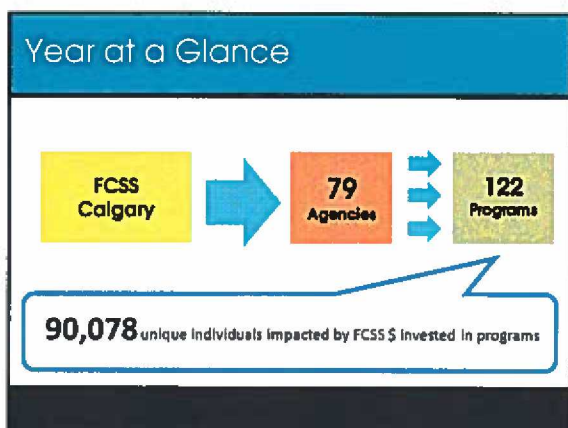 Year at a Glance
FCSS
Calgary
79
Agencies
122
Programs
90,078 unique individuals impacted by FCSS $ invested in programs